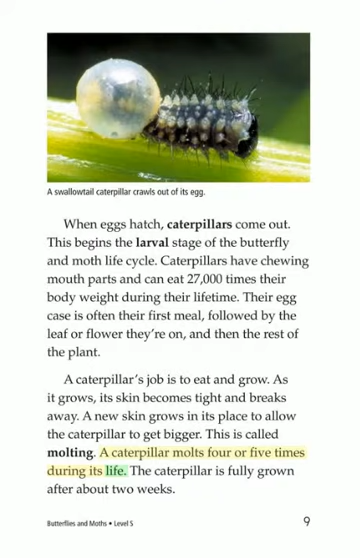 A swallowtail caterpillar crawls out of its egg.
When eggs hatch, caterpillars come out.
This begins the larval stage of the butterfly
and moth life cycle. Caterpillars have chewing
mouth parts and can eat 27,000 times their
body weight during their lifetime. Their egg
case is often their first meal, followed by the
leaf or flower they're on, and then the rest of
the plant.
A caterpillar's job is to eat and grow. As
it grows, its skin becomes tight and breaks
away. A new skin grows in its place to allow
the caterpillar to get bigger. This is called
molting. A caterpillar molts four or five times
during its life. The caterpillar is fully grown
after about two weeks.
Butterflies and Moths • Level S
9